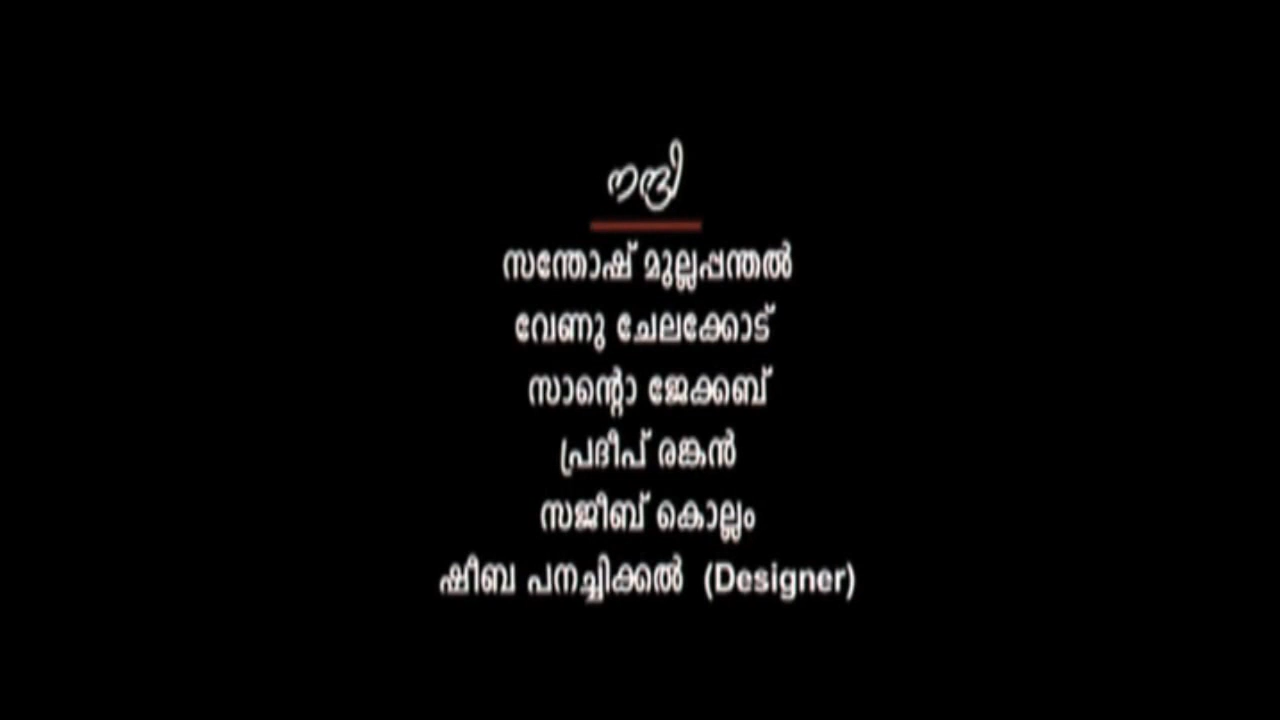 നന്ദി
സന്തോഷ് മുല്ലപ്പന്തൽ
വേണു ചേലക്കോട്
സാന്റൊ ജേക്കബ്
പ്രദീപ് രങ്കൻ
സജീബ് കൊല്ലം
ഷീബ പനച്ചിക്കൽ (Designer)